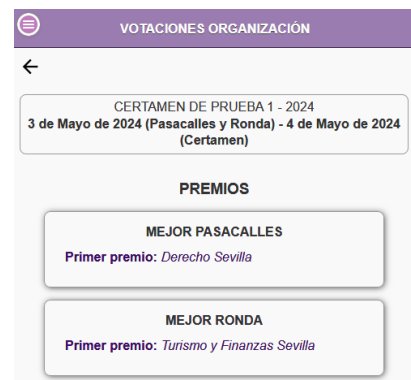 VOTACIONES ORGANIZACIÓN
CERTAMEN DE PRUEBA 1 - 2024
3 de Mayo de 2024 (Pasacalles y Ronda) - 4 de Mayo de 2024
(Certamen)
PREMIOS
MEJOR PASACALLES
Primer premio: Derecho Sevilla
MEJOR RONDA
Primer premio: Turismo y Finanzas Sevilla